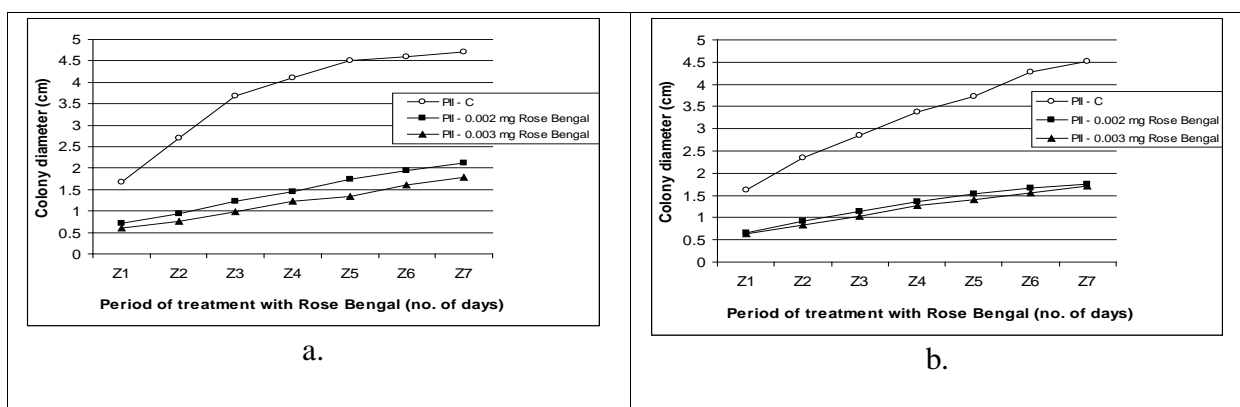 5
4.5
4
3.5
3
2.5
2
1.5
1
0.5
0
Colony diameter (cm)
Z1 Z2 Z3 Z4 Z5 Z6 Z7
Period of treatment with Rose Bengal (no. of days)
PII - C
PII - 0.002 mg Rose Bengal
PII - 0.003 mg Rose Bengal
a.
5
4.5
4
3.5
3
2.5
2
1.5
1
0.5
0
Colony diameter (cm)
Z1 Z2 Z3 Z4 Z5 Z6 Z7
Period of treatment with Rose Bengal (no. of days)
PII - C
PII - 0.002 mg Rose Bengal
PII - 0.003 mg Rose Bengal
b.